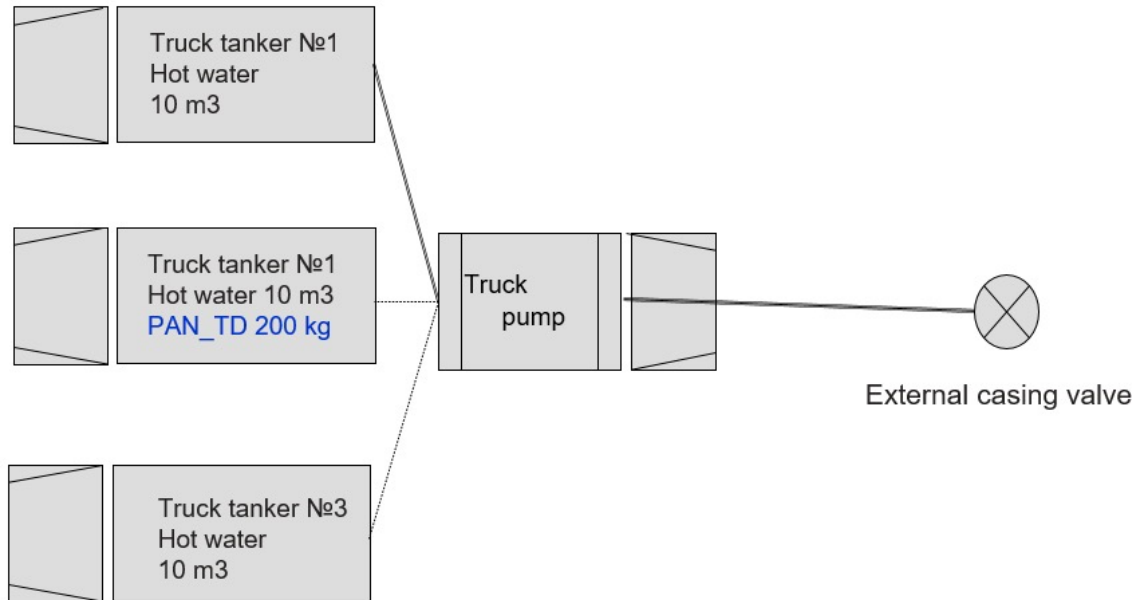 Truck tanker №1
Hot water
10 m3
Truck tanker №1
Hot water 10 m3
PAN_TD 200 kg
Truck
pump
External casing valve
Truck tanker №3
Hot water
10 m3